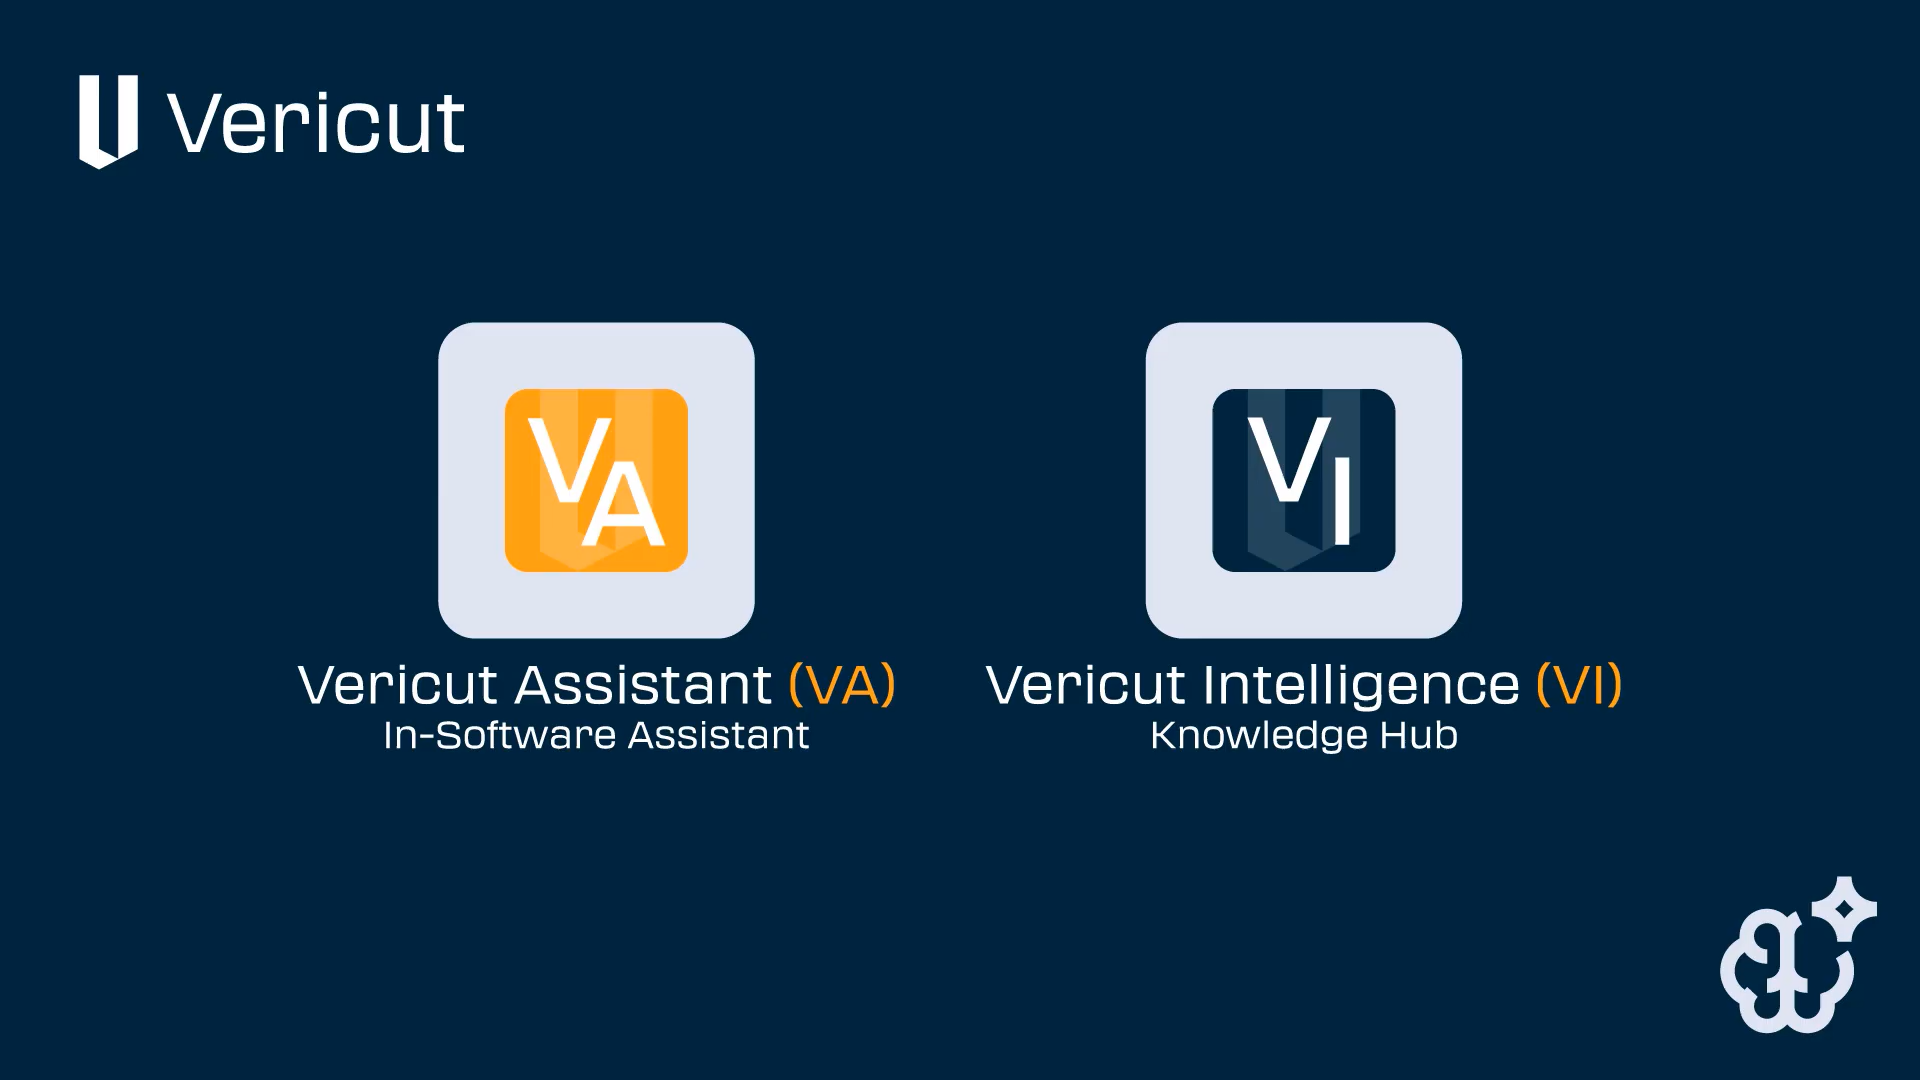 Vericut
VA
VI
Vericut Assistant (VA)
In-Software Assistant
Vericut Intelligence (VI)
Knowledge Hub